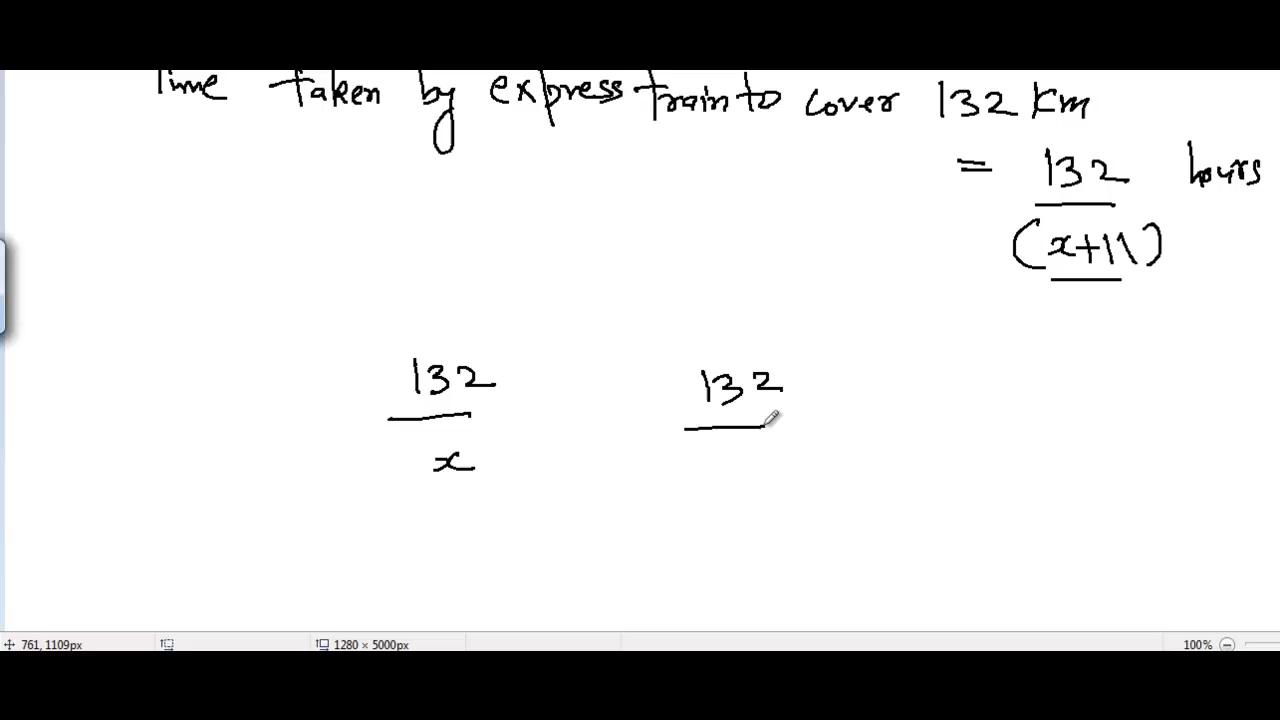 Time taken by express train to cover 132 Km
= 132 hours
(x+11)
132 132
x
761, 1109px 1280 × 5000px 100%